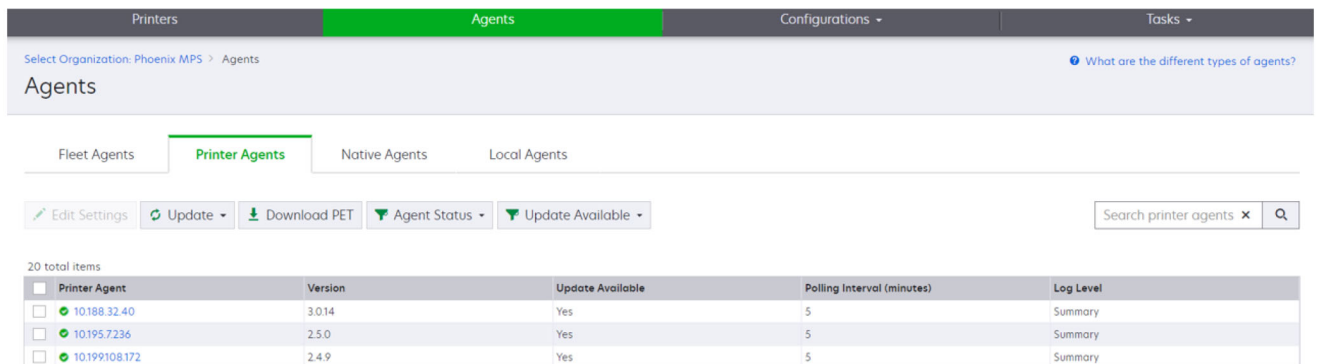 Printers Agents Configurations Tasks
Select Organization: Phoenix MPS > Agents What are the different types of agents?
Agents
Fleet Agents Printer Agents Native Agents Local Agents
Edit Settings Update Download PET Agent Status Update Available Search printer agents x
20 total items
Printer Agent Version Update Available Polling Interval (minutes) Log Level
10.188.32.40 3.0.14 Yes 5 Summary
10.195.7.236 2.5.0 Yes 5 Summary
10.199.108.172 2.4.9 Yes 5 Summary